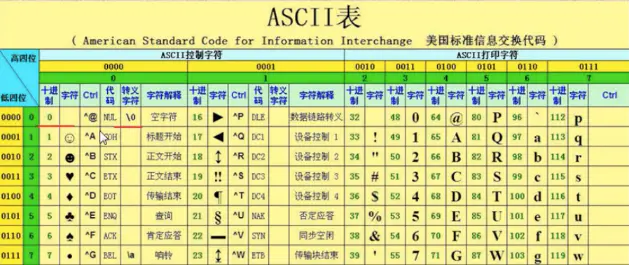 ASCII表
( American Standard Code for Information Interchange 美国标准信息交换代码 )
高四位 ASCII控制字符 ASCII打印字符
0000 0001 0010 0011 0100 0101 0110 0111
0 1 2 3 4 5 6 7
低四位 十进制 字符 Ctrl 代码 转义字符 字符解释 十进制 字符 Ctrl 代码 转义字符 字符解释 十进制 字符 十进制 字符 十进制 字符 十进制 字符 十进制 字符 十进制 字符 Ctrl
0000 0 0 ^@ NUL \0 空字符 16 ► ^P DLE 数据链路转义 32 48 0 64 @ 80 P 96 ` 112 p
0001 1 1 ☺ ^A OH 标题开始 17 ◄ ^Q DC1 设备控制 1 33 ! 49 1 65 A 81 Q 97 a 113 q
0010 2 2 ☻ ^B STX 正文开始 18 ↕ ^R DC2 设备控制 2 34 " 50 2 66 B 82 R 98 b 114 r
0011 3 3 ♥ ^C ETX 正文结束 19 ‼ ^S DC3 设备控制 3 35 # 51 3 67 C 83 S 99 c 115 s
0100 4 4 ♦ ^D EOT 传输结束 20 ¶ ^T DC4 设备控制 4 36 $ 52 4 68 D 84 T 100 d 116 t
0101 5 5 ♣ ^E ENQ 查询 21 § ^U NAK 否定应答 37 % 53 5 69 E 85 U 101 e 117 u
0110 6 6 ♠ ^F ACK 肯定应答 22 ▬ ^V SYN 同步空闲 38 & 54 6 70 F 86 V 102 f 118 v
0111 7 7 • ^G BEL \a 响铃 23 ↨ ^W ETB 传输块结束 39 ' 55 7 71 G 87 W 103 g 119 w